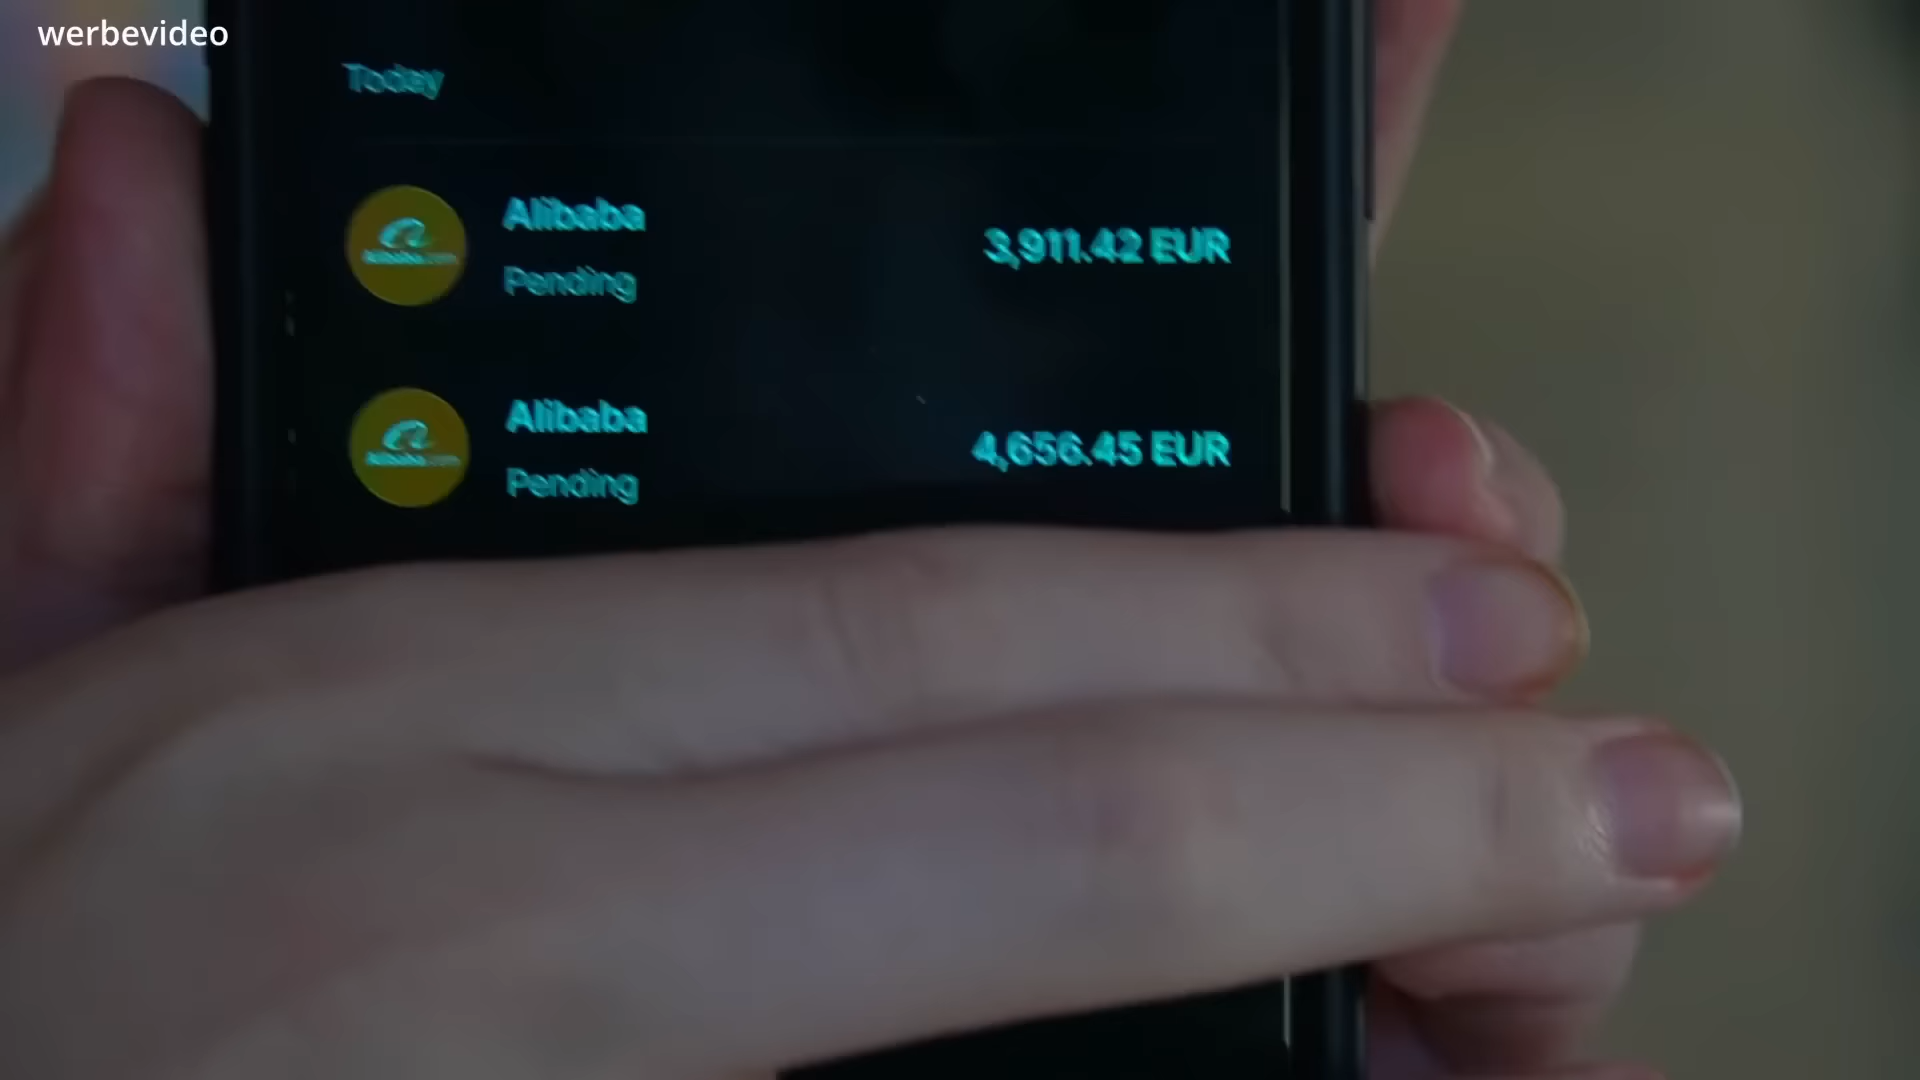 werbevideo
Today
Alibaba
3,911.42 EUR
Pending
Alibaba
4,656.45 EUR
Pending